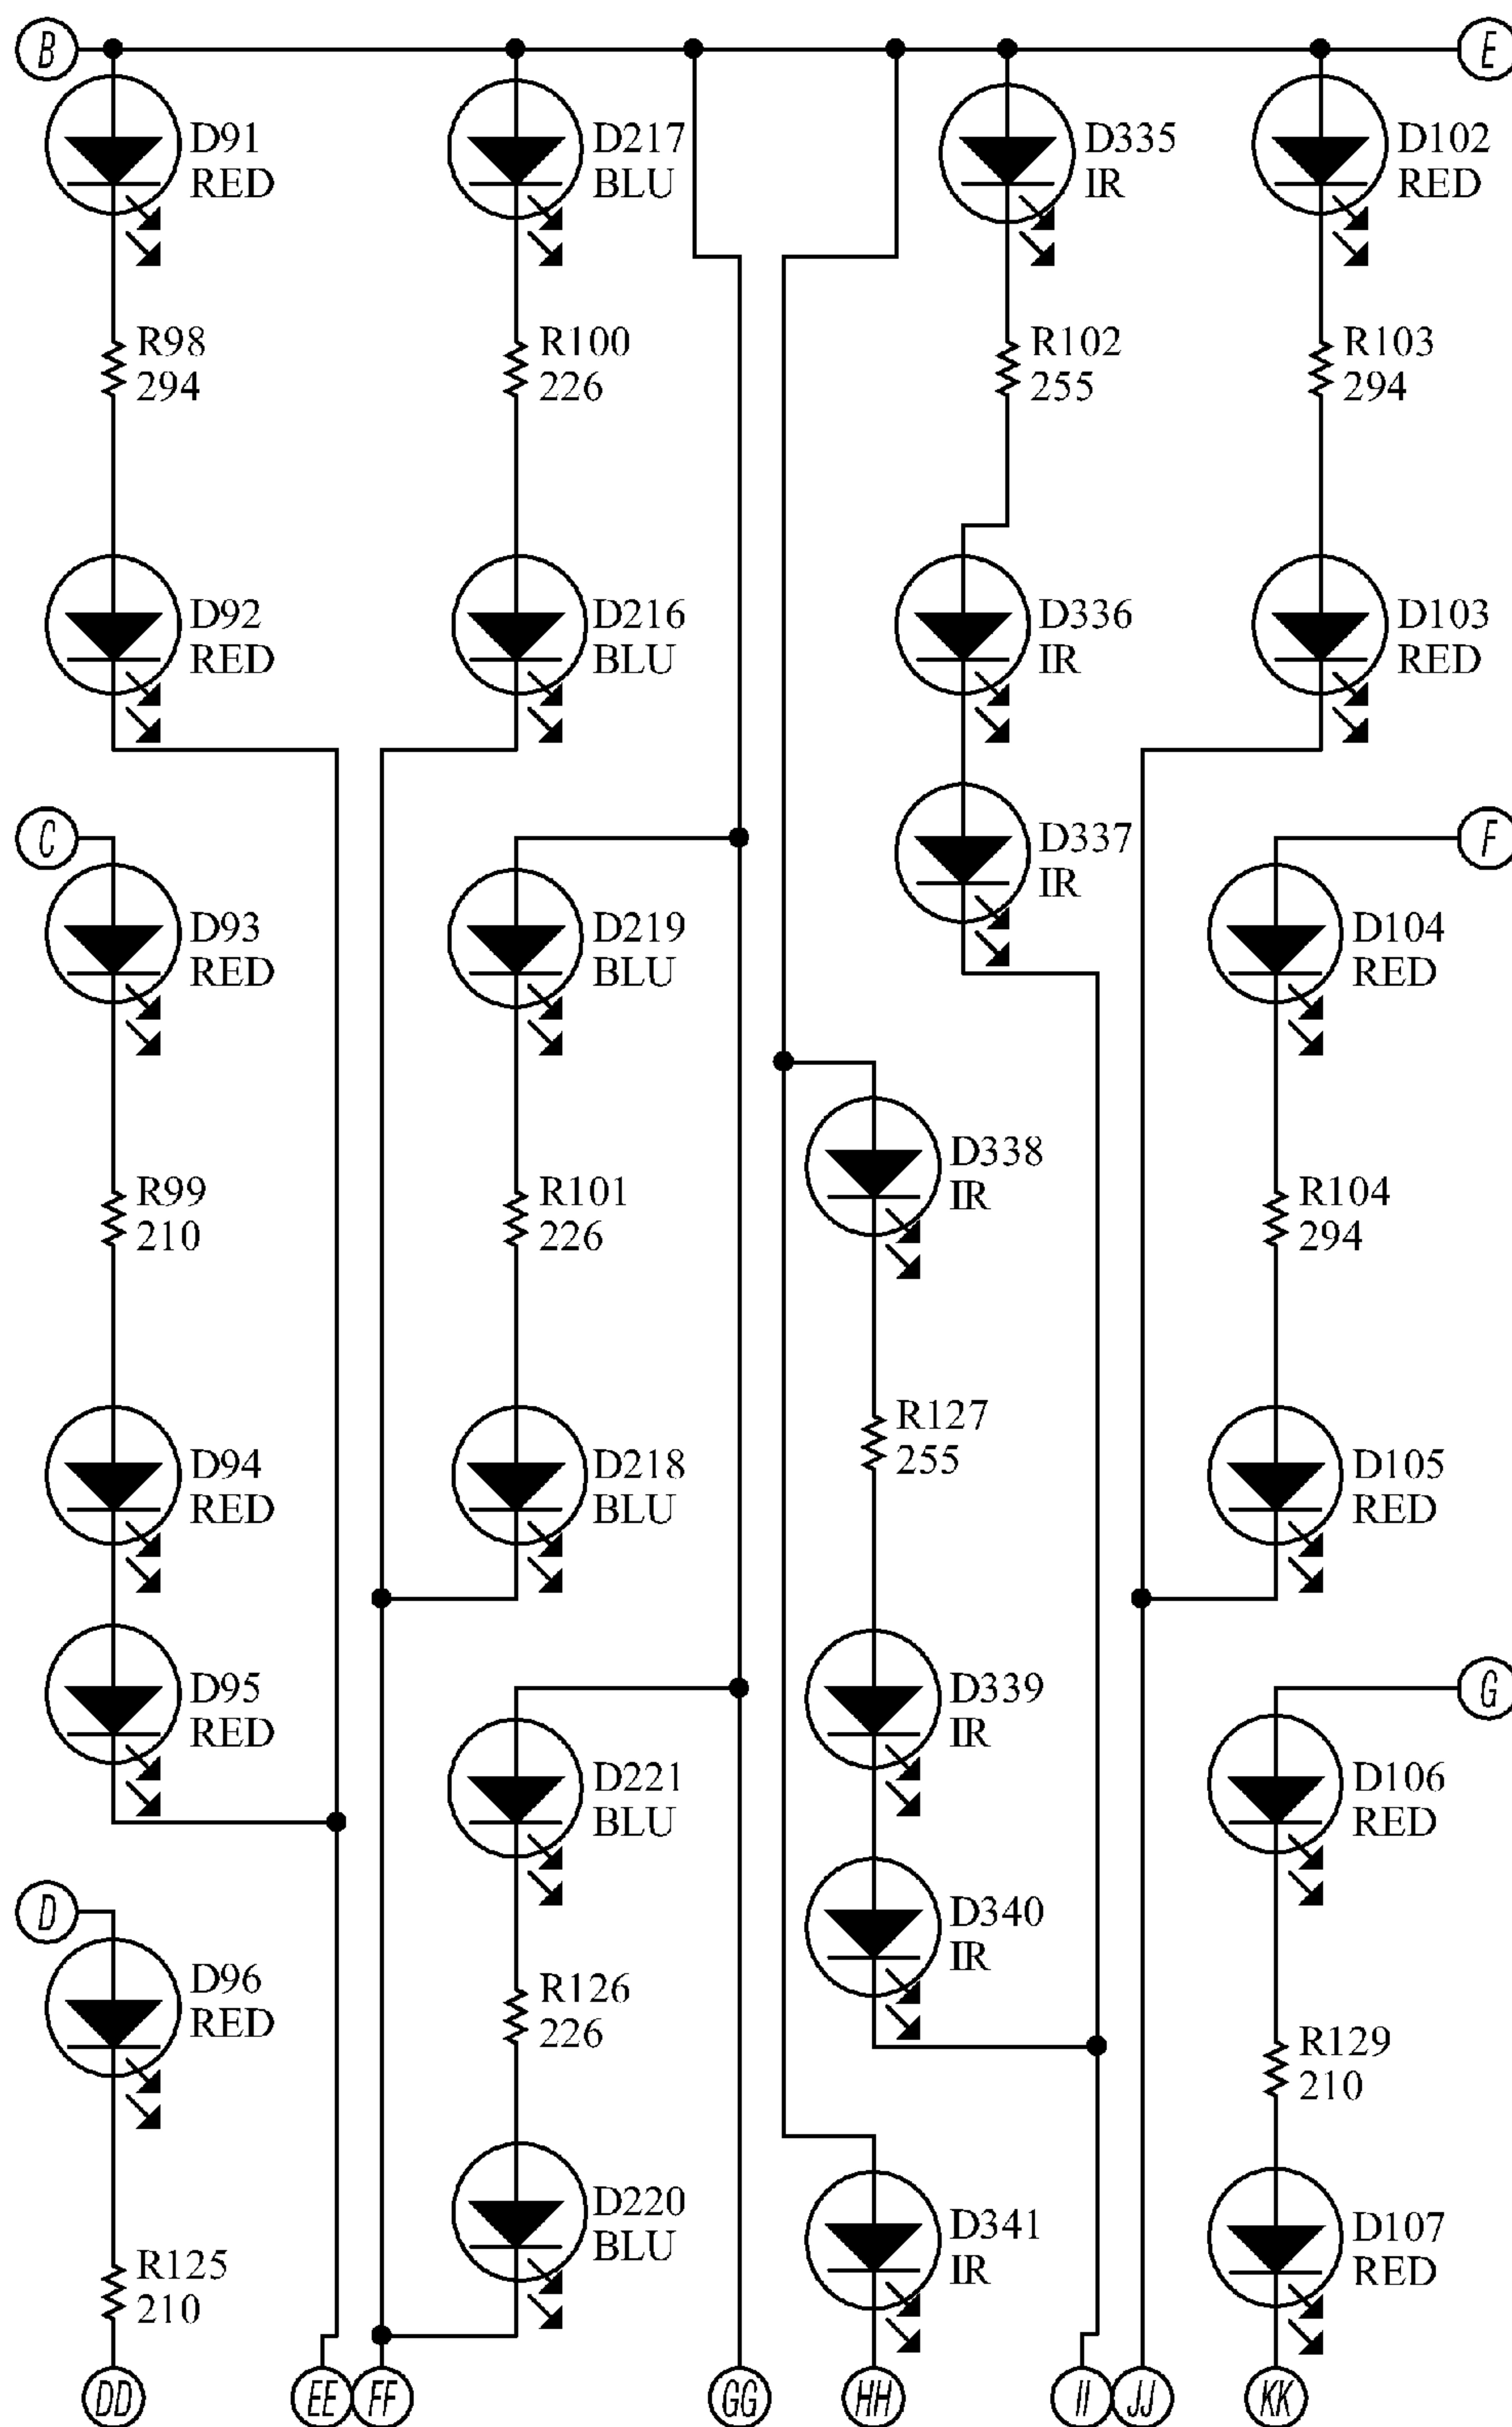 B
E
D91
RED
D217
BLU
D335
IR
D102
RED
R98
294
R100
226
R102
255
R103
294
D92
RED
D216
BLU
D336
IR
D103
RED
C
D337
IR
F
D93
RED
D219
BLU
D104
RED
D338
IR
R99
210
R101
226
R104
294
R127
255
D94
RED
D218
BLU
D105
RED
D95
RED
D339
IR
G
D221
BLU
D106
RED
D
D340
IR
D96
RED
R126
226
R129
210
D220
BLU
D341
IR
D107
RED
R125
210
DD
EE
FF
GG
HH
II
JJ
KK